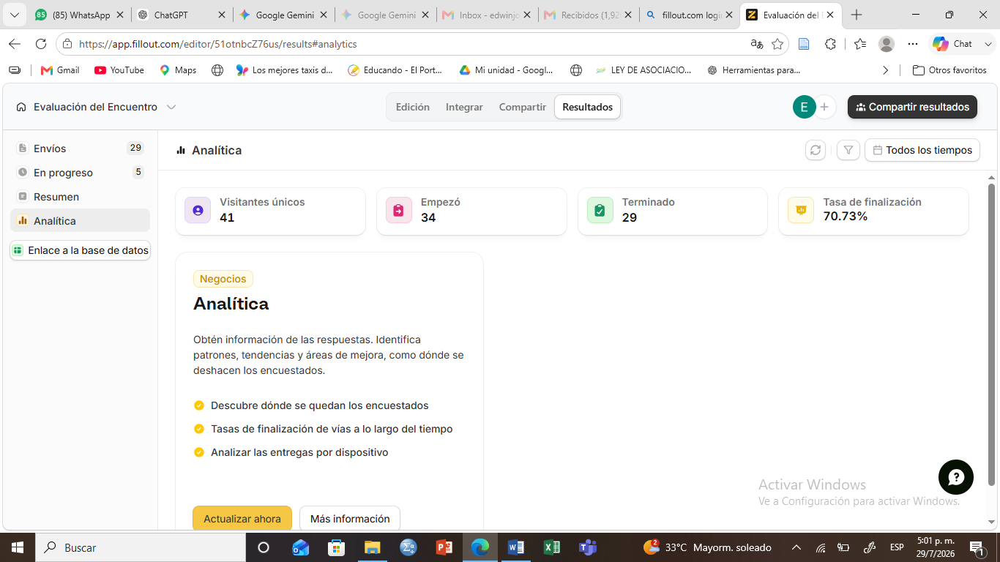 85 (85) WhatsApp
ChatGPT
Google Gemini
Google Gemini
Inbox - edwinjo
Recibidos (1,92
fillout.com logi
Evaluación del E
https://app.fillout.com/editor/51otnbcZ76us/results#analytics
Chat
Gmail
YouTube
Maps
Los mejores taxis d...
Educando - El Port...
Mi unidad - Googl...
LEY DE ASOCIACIO...
Herramientas para...
Otros favoritos
Evaluación del Encuentro
Edición
Integrar
Compartir
Resultados
E
Compartir resultados
Envíos 29
En progreso 5
Resumen
Analítica
Enlace a la base de datos
Analítica
Todos los tiempos
Visitantes únicos
41
Empezó
34
Terminado
29
Tasa de finalización
70.73%
Negocios
Analítica
Obtén información de las respuestas. Identifica
patrones, tendencias y áreas de mejora, como dónde se
deshacen los encuestados.
Descubre dónde se quedan los encuestados
Tasas de finalización de vías a lo largo del tiempo
Analizar las entregas por dispositivo
Actualizar ahora
Más información
Activar Windows
Ve a Configuración para activar Windows.
Buscar
2
33°C Mayorm. soleado
ESP
5:01 p. m.
29/7/2026
1